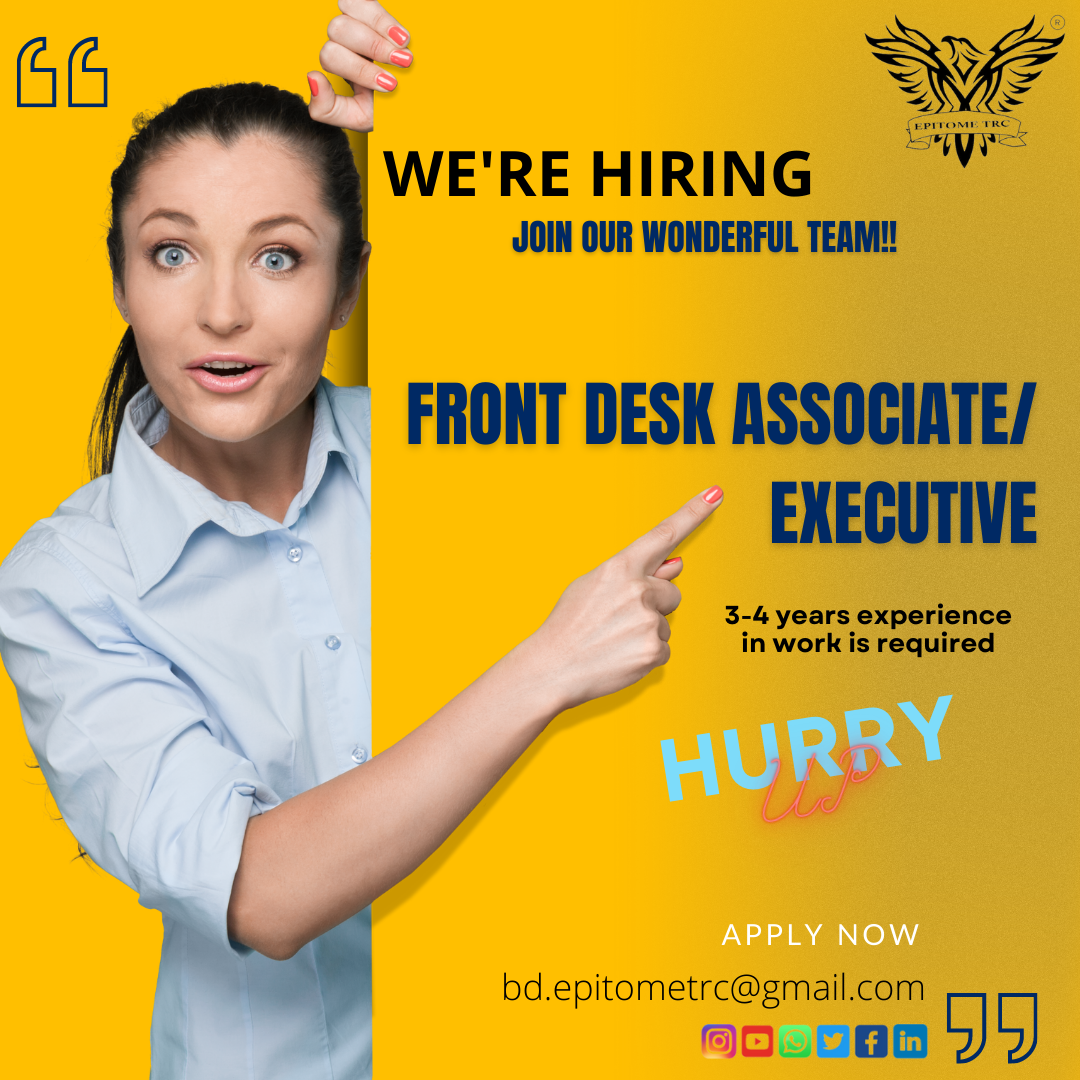 EPITOME TRC
®
WE'RE HIRING
JOIN OUR WONDERFUL TEAM!!
FRONT DESK ASSOCIATE/
EXECUTIVE
3-4 years experience
in work is required
HURRY
UP
APPLY NOW
bd.epitometrc@gmail.com